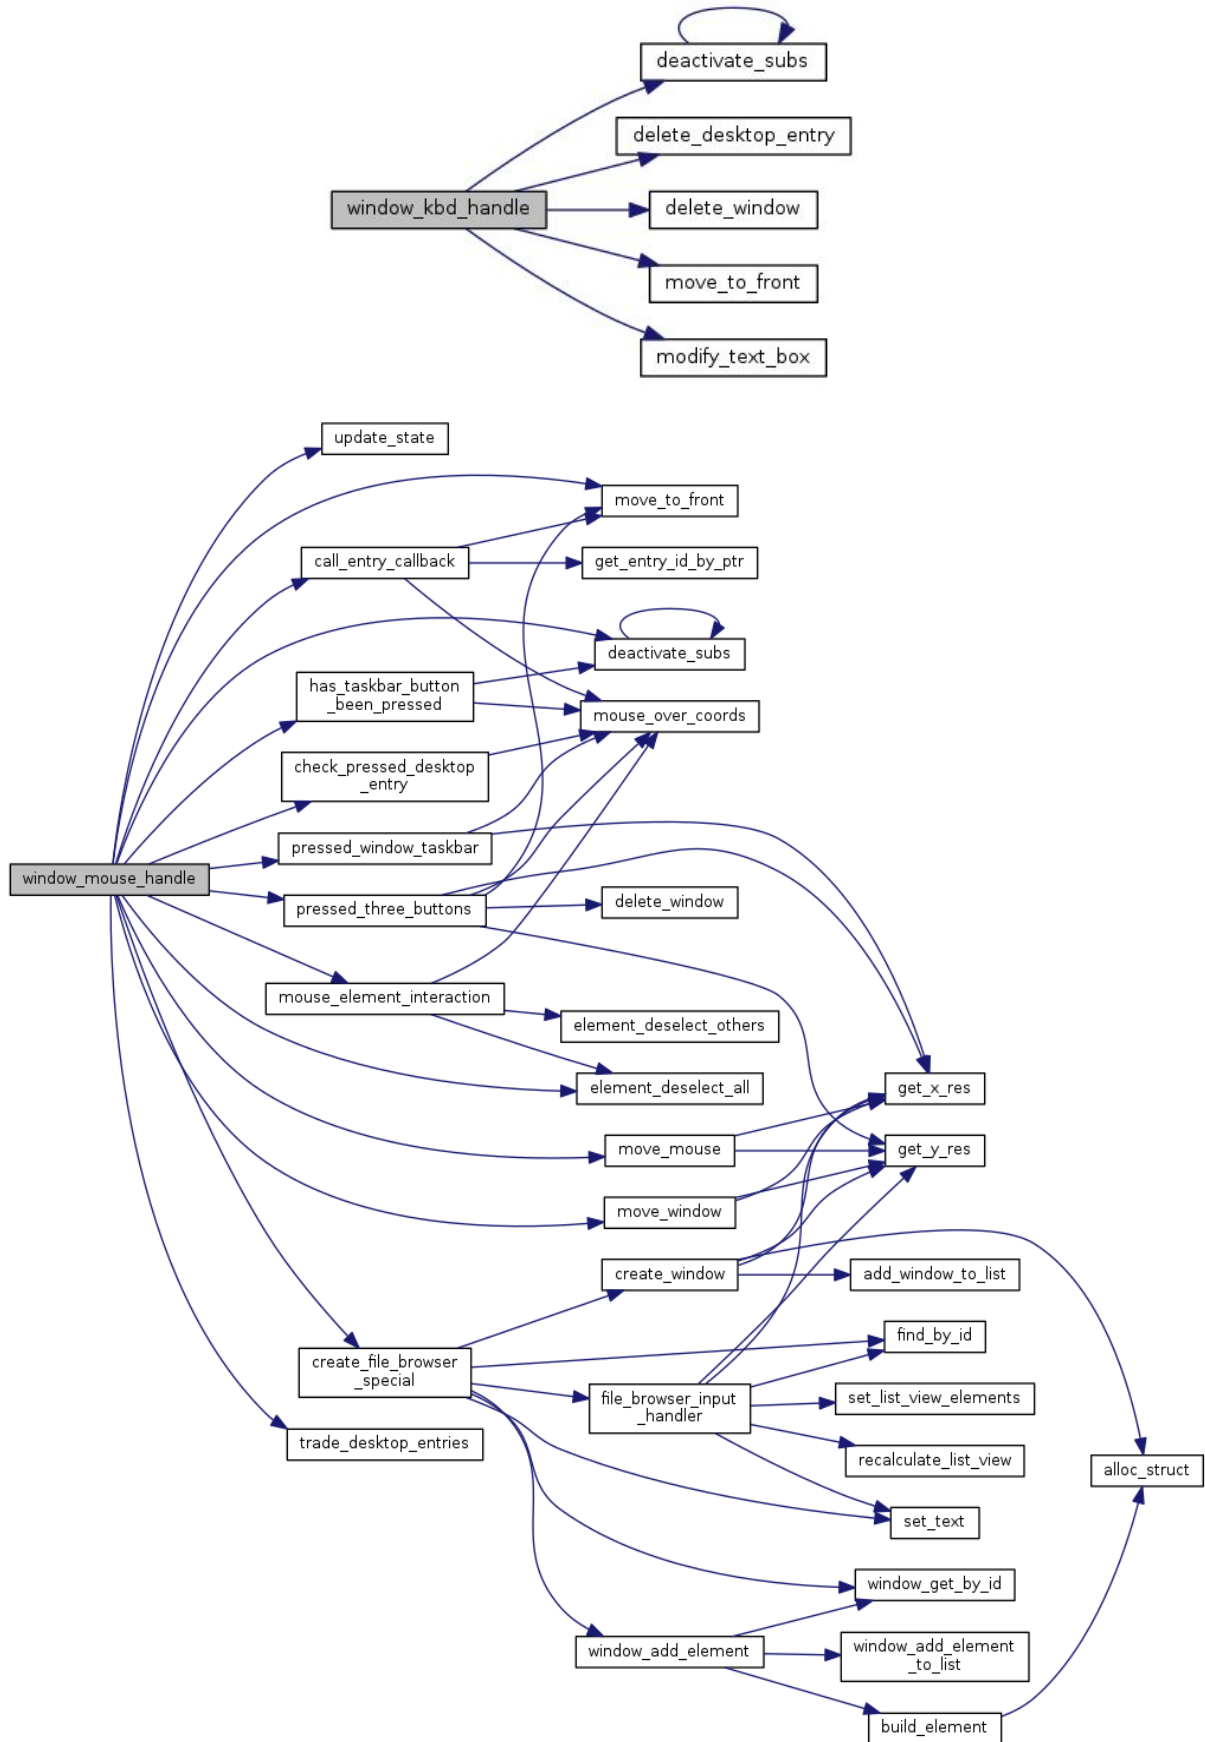 deactivate_subs
delete_desktop_entry
window_kbd_handle
delete_window
move_to_front
modify_text_box
update_state
move_to_front
call_entry_callback
get_entry_id_by_ptr
deactivate_subs
has_taskbar_button
_been_pressed
mouse_over_coords
check_pressed_desktop
_entry
pressed_window_taskbar
window_mouse_handle
pressed_three_buttons
delete_window
mouse_element_interaction
element_deselect_others
element_deselect_all
get_x_res
move_mouse
get_y_res
move_window
create_window
add_window_to_list
find_by_id
create_file_browser
_special
file_browser_input
_handler
set_list_view_elements
trade_desktop_entries
recalculate_list_view
alloc_struct
set_text
window_get_by_id
window_add_element
window_add_element
_to_list
build_element